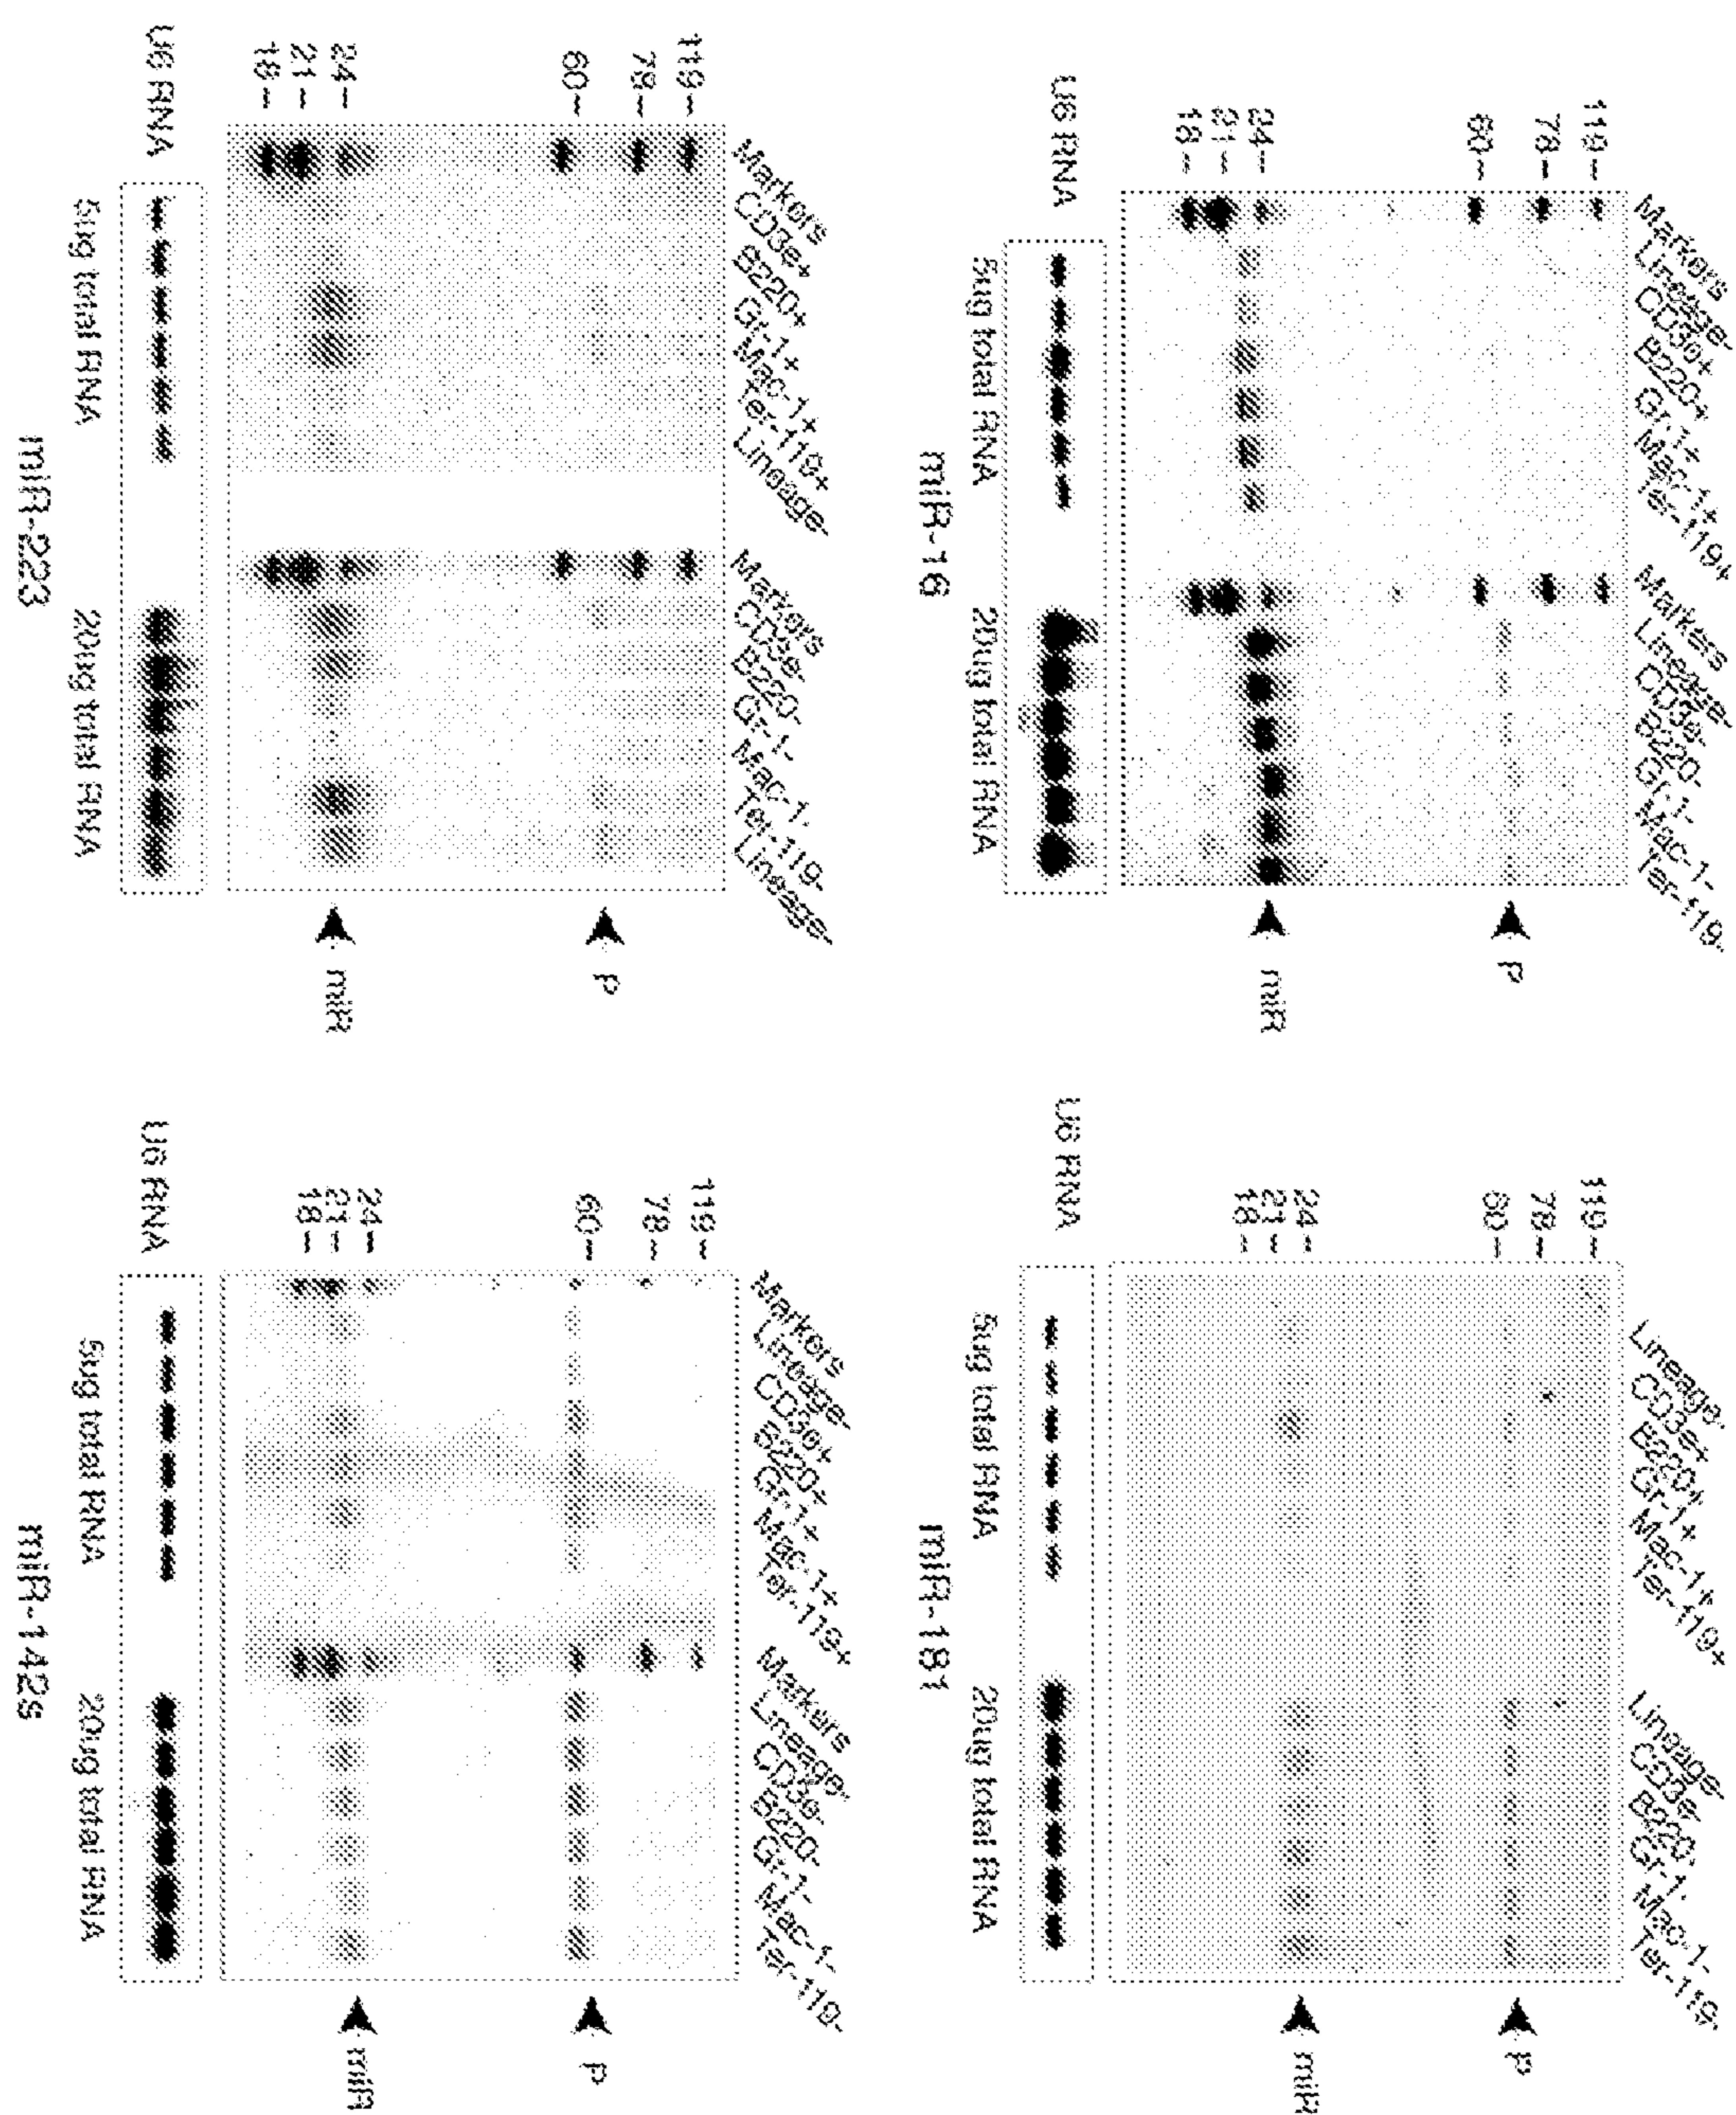 Markers
Lineage-
CD3e+
B220+
Gr-1+
Mac-1+
Ter-119+
Markers
Lineage-
CD3e-
B220-
Gr-1-
Mac-1-
Ter-119-
119-
78-
60-
24-
21-
18-
P
miR
U6 RNA
5ug total RNA
20ug total RNA
miR-16
Lineage-
CD3e+
B220+
Gr-1+
Mac-1+
Ter-119+
Lineage-
CD3e-
B220-
Gr-1-
Mac-1-
Ter-119-
119-
78-
60-
24-
21-
18-
P
miR
U6 RNA
5ug total RNA
20ug total RNA
miR-181
Markers
CD3e+
B220+
Gr-1+
Mac-1+
Ter-119+
Lineage-
Markers
CD3e-
B220-
Gr-1-
Mac-1-
Ter-119-
Lineage-
119-
79-
60-
24-
21-
18-
P
miR
U6 RNA
5ug total RNA
20ug total RNA
miR-223
Markers
Lineage-
CD3e+
B220+
Gr-1+
Mac-1+
Ter-119+
Markers
Lineage-
CD3e-
B220-
Gr-1-
Mac-1-
Ter-119-
119-
78-
60-
24-
21-
18-
P
miR
U6 RNA
5ug total RNA
20ug total RNA
miR-142s